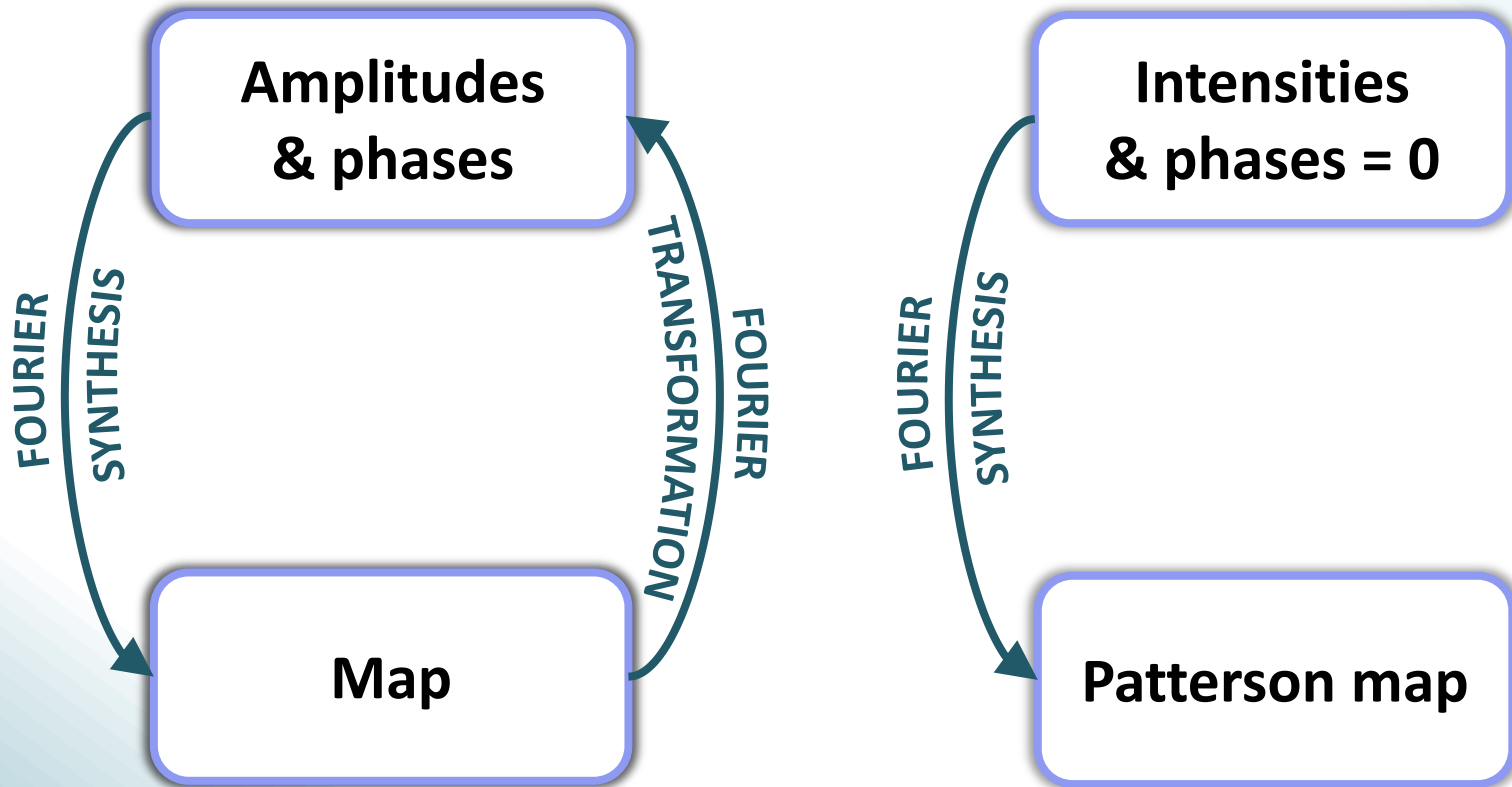 Amplitudes
& phases
FOURIER
SYNTHESIS
TRANSFORMATION
FOURIER
Map
Intensities
& phases = 0
FOURIER
SYNTHESIS
Patterson map